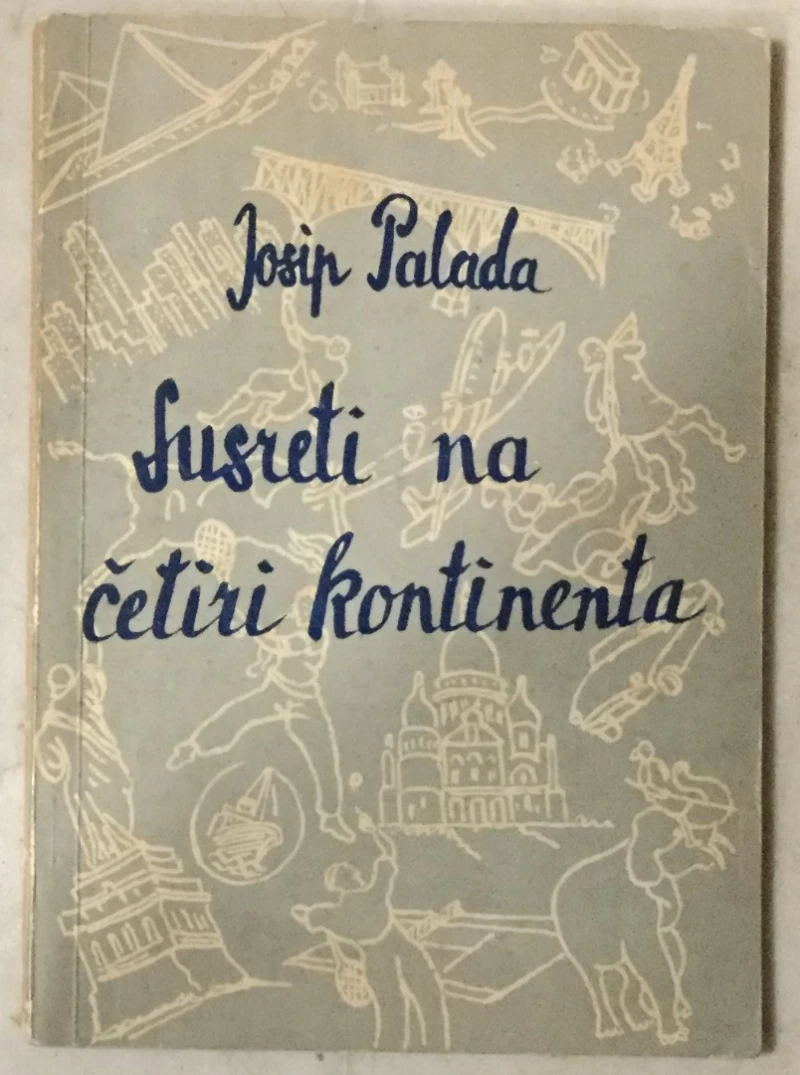 Josip Palada
Susreti na
četiri kontinenta